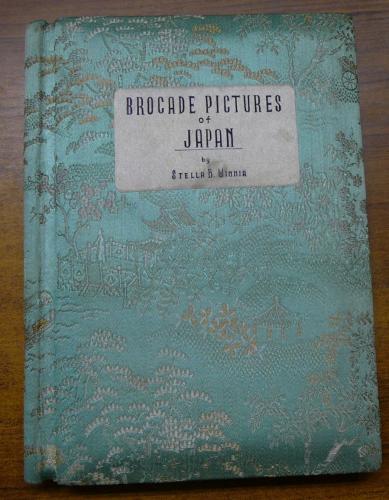 BROCADE PICTURES
of
JAPAN
by
STELLA B. WINNIA